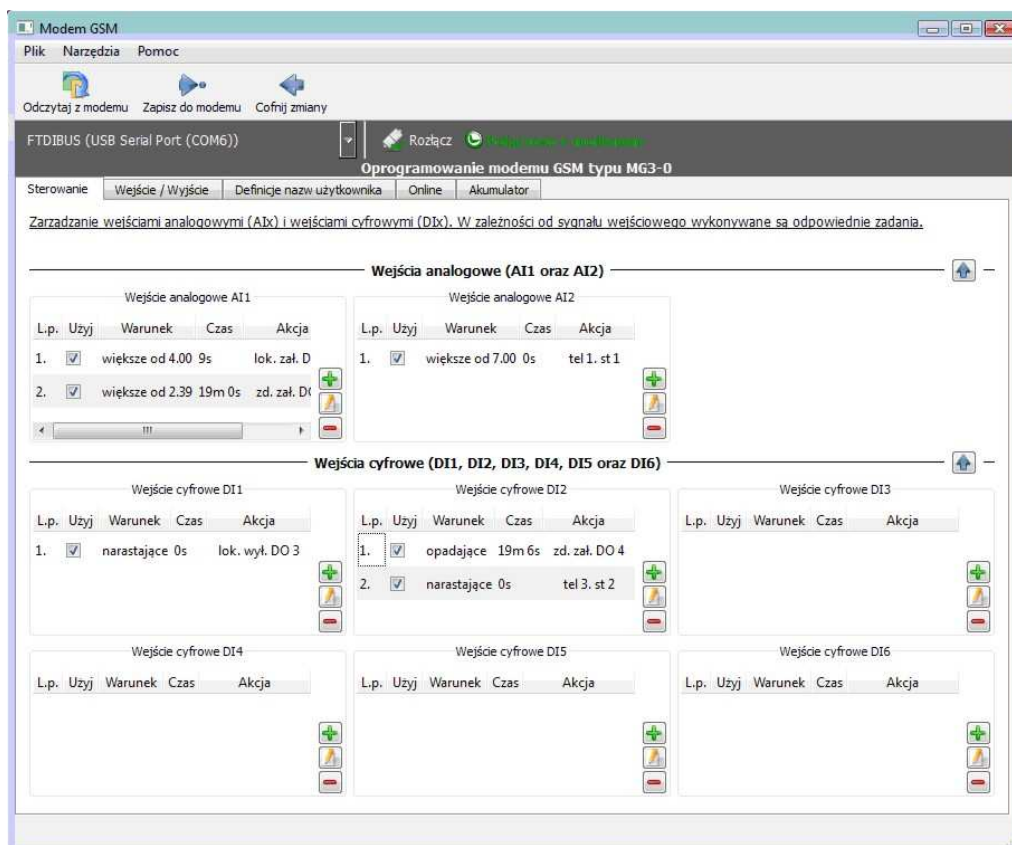 Modem GSM
Plik Narzędzia Pomoc
Odczytaj z modemu Zapisz do modemu Cofnij zmiany
FTDIBUS (USB Serial Port (COM6)) Rozłącz
Oprogramowanie modemu GSM typu MG3-0
Sterowanie Wejście / Wyjście Definicje nazw użytkownika Online Akumulator
Zarządzanie wejściami analogowymi (AIx) i wejściami cyfrowymi (DIx). W zależności od sygnału wejściowego wykonywane są odpowiednie zadania.
Wejścia analogowe (AI1 oraz AI2)
Wejście analogowe AI1 Wejście analogowe AI2
L.p. Użyj Warunek Czas Akcja L.p. Użyj Warunek Czas Akcja
1. większe od 4.00 9s lok. zał. D 1. większe od 7.00 0s tel 1. st 1
2. większe od 2.39 19m 0s zd. zał. DO
Wejścia cyfrowe (DI1, DI2, DI3, DI4, DI5 oraz DI6)
Wejście cyfrowe DI1 Wejście cyfrowe DI2 Wejście cyfrowe DI3
L.p. Użyj Warunek Czas Akcja L.p. Użyj Warunek Czas Akcja L.p. Użyj Warunek Czas Akcja
1. narastające 0s lok. wył. DO 3 1. opadające 19m 6s zd. zał. DO 4
2. narastające 0s tel 3. st 2
Wejście cyfrowe DI4 Wejście cyfrowe DI5 Wejście cyfrowe DI6
L.p. Użyj Warunek Czas Akcja L.p. Użyj Warunek Czas Akcja L.p. Użyj Warunek Czas Akcja